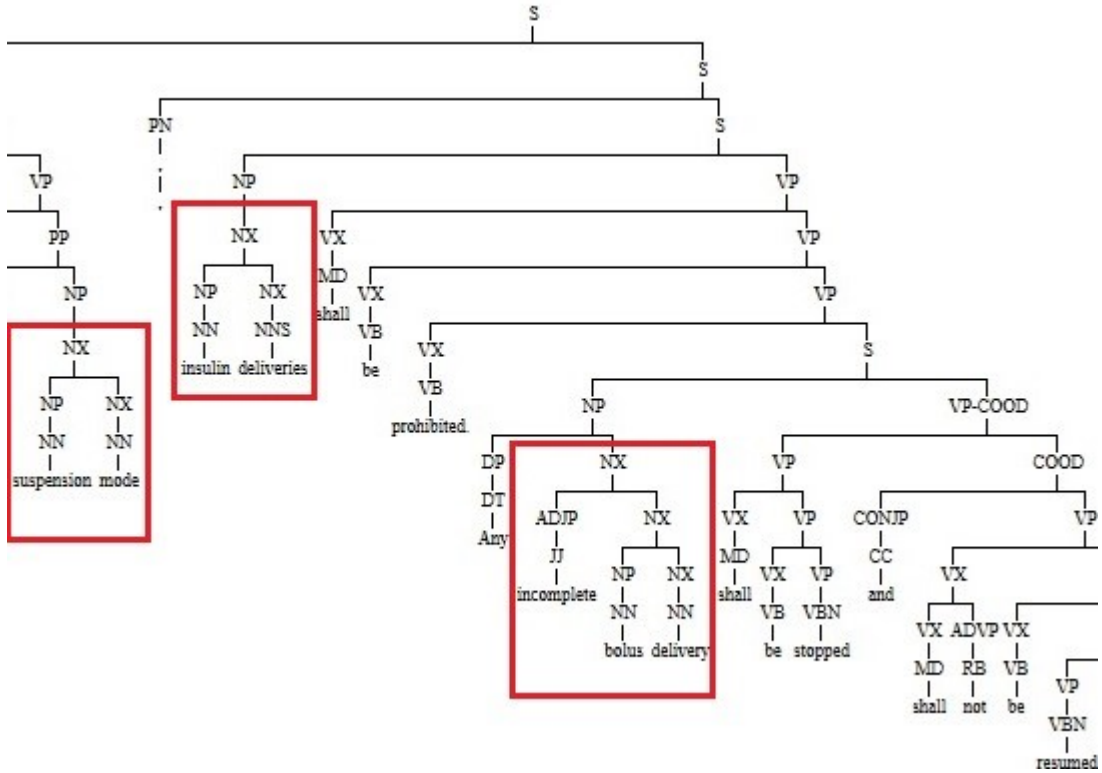 S
S
PN S
. VP NP VP
. PP NX VX VP
NP NP NX MD VX VP
NX NN NNS shall VB VX S
NP NX insulin deliveries be VB NP VP-COOD
NN NN prohibited. DP NX VP COOD
suspension mode DT ADJP NX VX VP CONJP VP
Any JJ NP NX MD VX VP CC VX
incomplete NN NN shall VB VBN and VX ADVP VX
bolus delivery be stopped MD RB VB VP
shall not be VBN
resumed